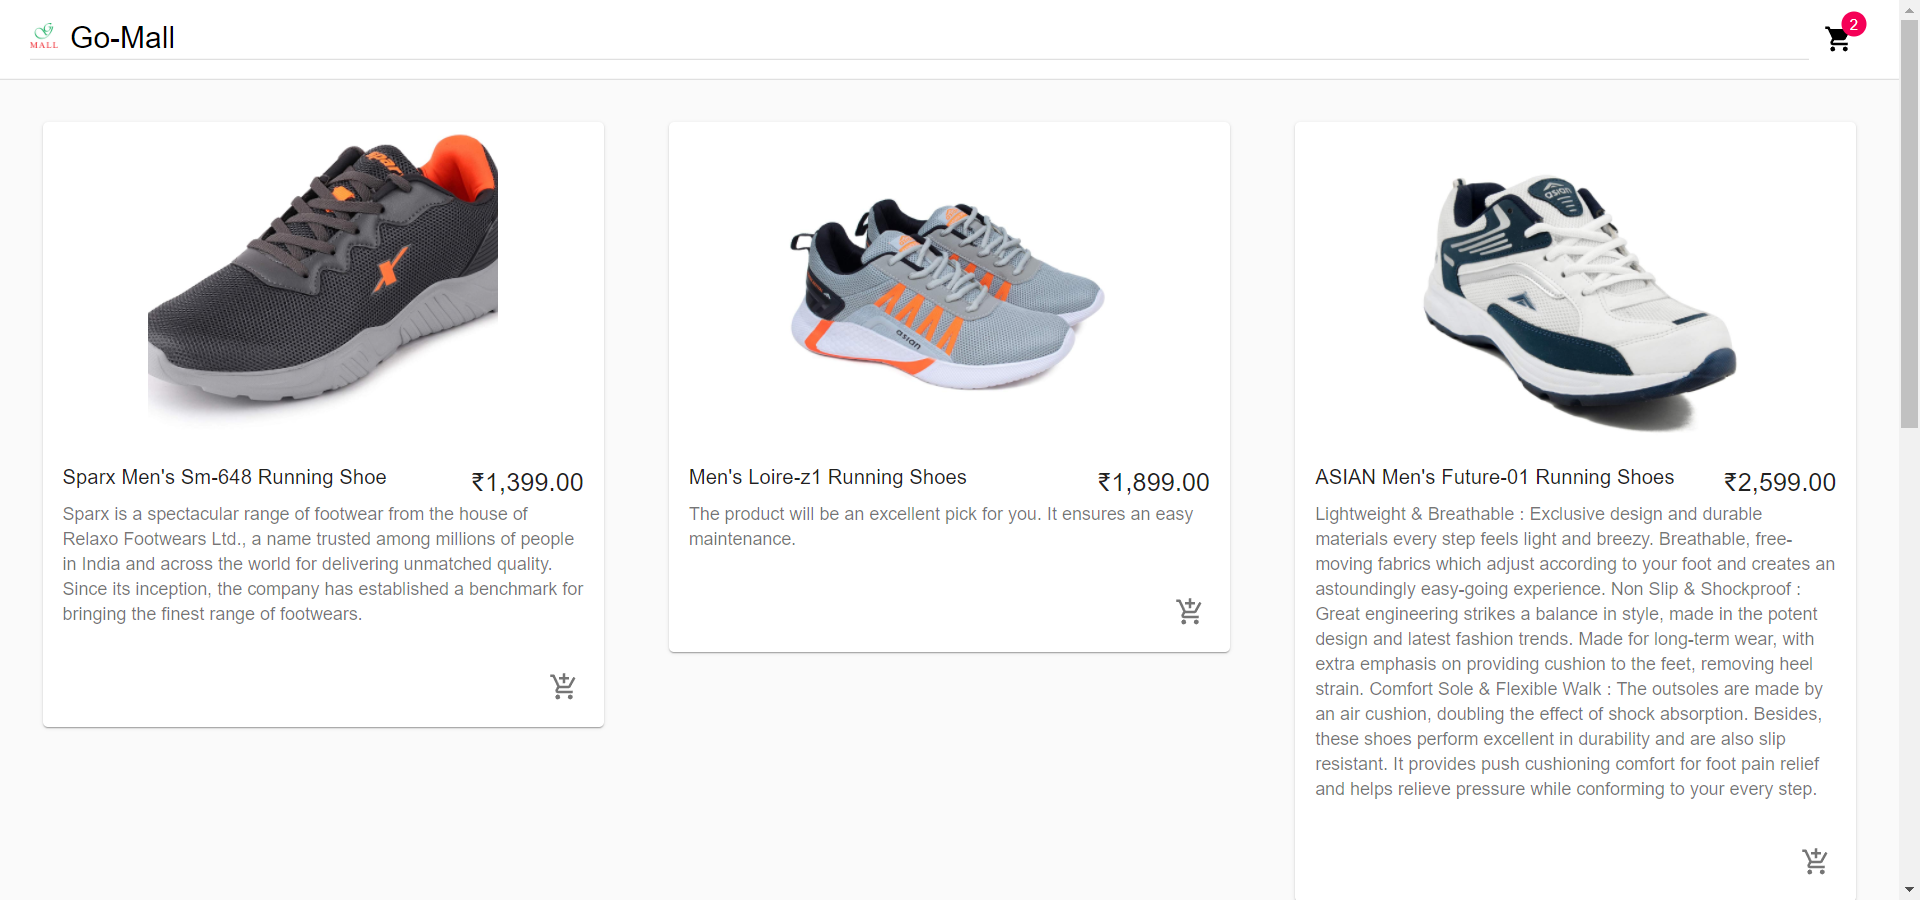 MALL
Go-Mall
2
spar
asian
asian
Sparx Men's Sm-648 Running Shoe
₹1,399.00
Sparx is a spectacular range of footwear from the house of
Relaxo Footwears Ltd., a name trusted among millions of people
in India and across the world for delivering unmatched quality.
Since its inception, the company has established a benchmark for
bringing the finest range of footwears.
Men's Loire-z1 Running Shoes
₹1,899.00
The product will be an excellent pick for you. It ensures an easy
maintenance.
ASIAN Men's Future-01 Running Shoes
₹2,599.00
Lightweight & Breathable : Exclusive design and durable
materials every step feels light and breezy. Breathable, free-
moving fabrics which adjust according to your foot and creates an
astoundingly easy-going experience. Non Slip & Shockproof :
Great engineering strikes a balance in style, made in the potent
design and latest fashion trends. Made for long-term wear, with
extra emphasis on providing cushion to the feet, removing heel
strain. Comfort Sole & Flexible Walk : The outsoles are made by
an air cushion, doubling the effect of shock absorption. Besides,
these shoes perform excellent in durability and are also slip
resistant. It provides push cushioning comfort for foot pain relief
and helps relieve pressure while conforming to your every step.